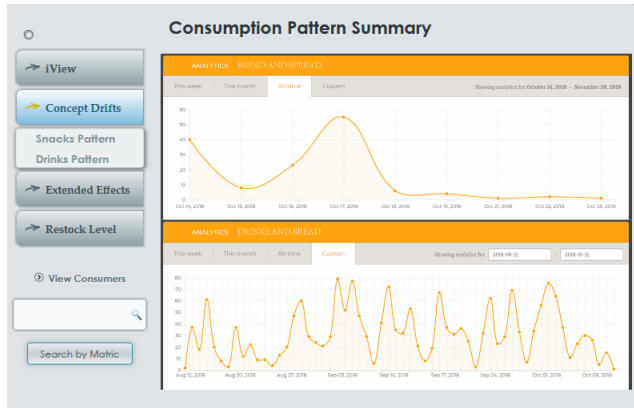 Consumption Pattern Summary
iView
Concept Drifts
Snacks Pattern
Drinks Pattern
Extended Effects
Restock Level
View Consumers
Search by Matric
ANALYTICS BREAD AND SPREAD
This week This month All-time Custom Showing analytics for October 16, 2018 - November 29, 2018
60
50
40
30
20
10
0
Oct 14, 2018 Oct 15, 2018 Oct 16, 2018 Oct 17, 2018 Oct 18, 2018 Oct 19, 2018 Oct 21, 2018 Oct 22, 2018 Oct 23, 2018
ANALYTICS DRINKS AND BREAD
This week This month All-time Custom Showing analytics for 2018-08-12 -
80
70
60
50
40
30
20
10
0
Aug 12, 2018 Aug 20, 2018 Aug 27, 2018 Sep 03, 2018 Sep 10, 2018 Sep 17, 2018 Sep 24, 2018 Oct 01, 2018 Oct 09, 2018